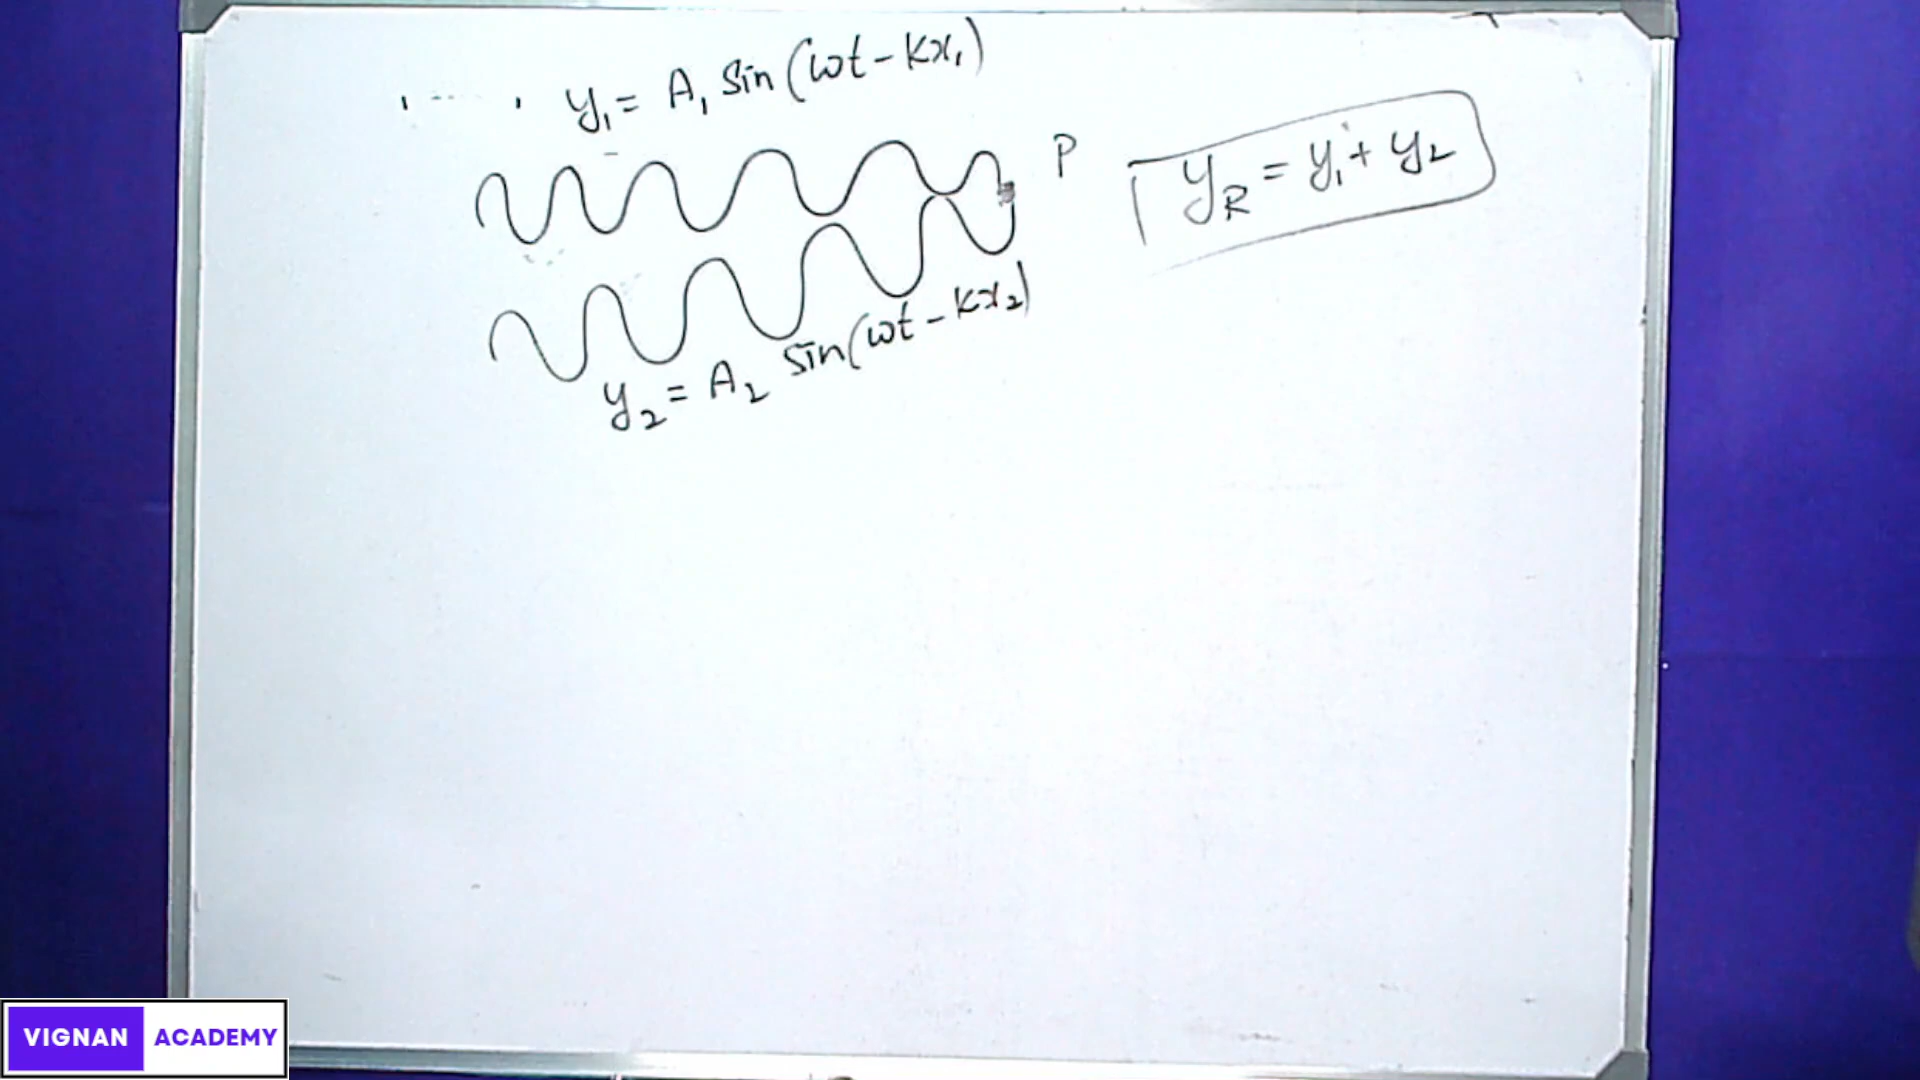 y₁ = A₁ sin(ωt - kx₁)
P
y_R = y₁ + y₂
y₂ = A₂ sin(ωt - kx₂)
VIGNAN ACADEMY